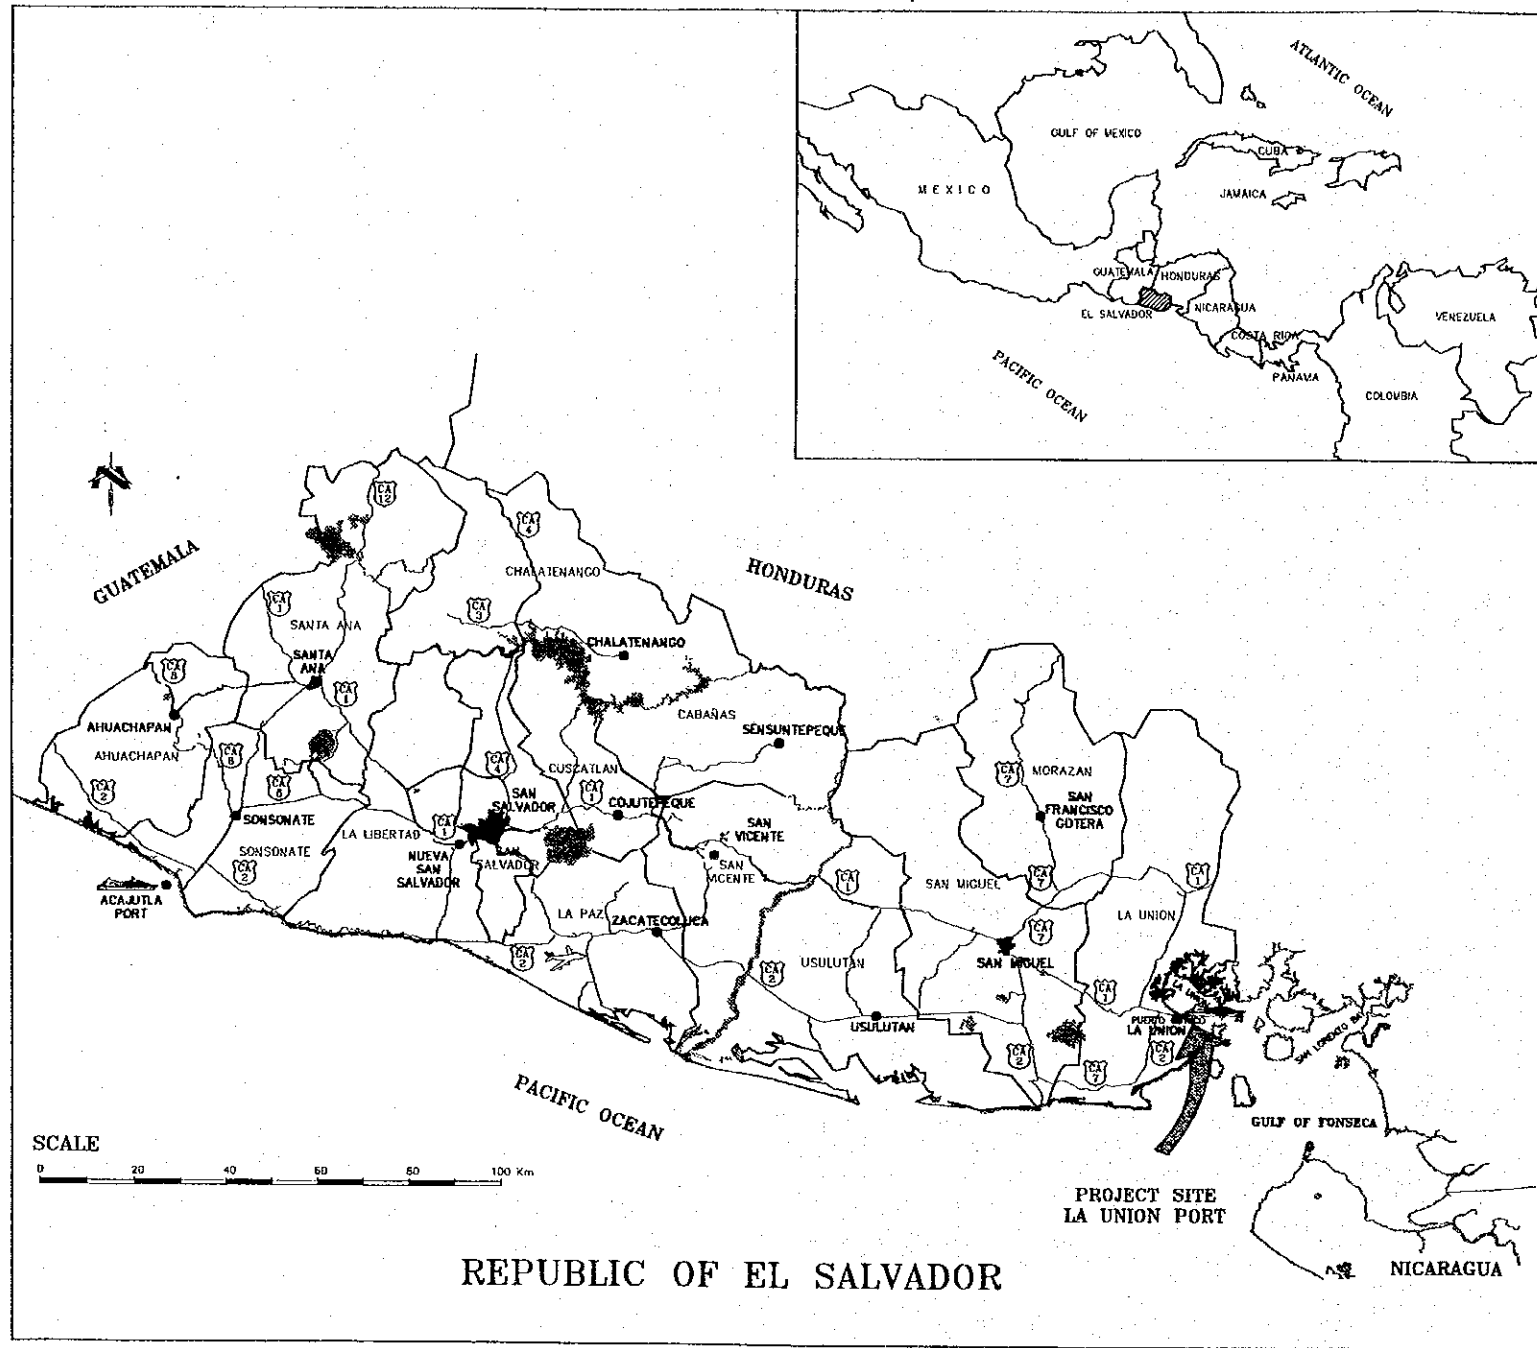 ATLANTIC OCEAN
GULF OF MEXICO
CUBA
MEXICO
JAMAICA
GUATEMALA
HONDURAS
EL SALVADOR
NICARAGUA
VENEZUELA
COSTA RICA
PACIFIC OCEAN
PANAMA
COLOMBIA
N
CA
12
CA
4
GUATEMALA
HONDURAS
CHALATENANGO
CA
1
CA
3
SANTA ANA
CHALATENANGO
SANTA
ANA
CA
8
CA
1
CABAÑAS
AHUACHAPAN
SENSUNTEPEQUE
AHUACHAPAN
CA
8
CA
4
CUSCATLAN
CA
7
MORAZAN
CA
2
CA
8
SAN
SALVADOR
CA
1
COJUTEPEQUE
SAN
FRANCISCO
GOTERA
SONSONATE
LA LIBERTAD
CA
1
SAN
VICENTE
SONSONATE
NUEVA
SAN
SALVADOR
SAN
SALVADOR
SAN
VICENTE
CA
2
CA
1
SAN MIGUEL
CA
7
CA
1
ACAJUTLA
PORT
LA PAZ
ZACATECOLUCA
LA UNION
CA
7
CA
2
CA
2
USULUTAN
SAN MIGUEL
CA
1
LA UNION
USULUTAN
PUERTO
LA UNION
SAN LORENZO BAY
CA
2
CA
2
CA
7
PACIFIC OCEAN
GULF OF FONSECA
SCALE
0 20 40 60 80 100 Km
PROJECT SITE
LA UNION PORT
NICARAGUA
REPUBLIC OF EL SALVADOR